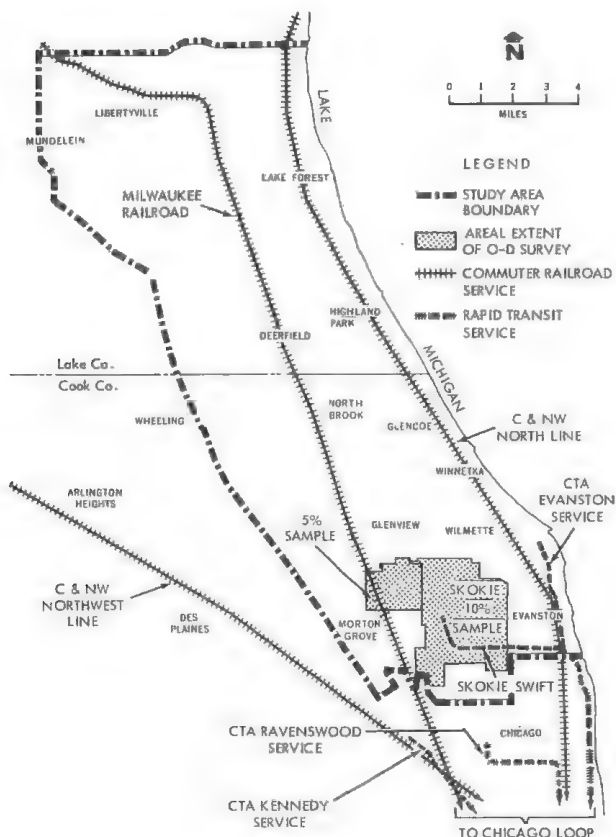 N
0 1 2 3 4
MILES
LAKE
LIBERTYVILLE
MUNDELEIN
LEGEND
STUDY AREA
BOUNDARY
AREAL EXTENT
OF O-D SURVEY
COMMUTER RAILROAD
SERVICE
RAPID TRANSIT
SERVICE
LAKE FOREST
MILWAUKEE
RAILROAD
HIGHLAND
PARK
DEERFIELD
MICHIGAN
Lake Co.
Cook Co.
NORTH
BROOK
WHEELING
GLENCOE
C & NW
NORTH LINE
WINNETKA
CTA
EVANSTON
SERVICE
ARLINGTON
HEIGHTS
5%
SAMPLE
GLENVIEW
WILMETTE
C & NW
NORTHWEST
LINE
SKOKIE
10%
SAMPLE
EVANSTON
DES
PLAINES
MORTON
GROVE
SKOKIE SWIFT
CTA RAVENSWOOD
SERVICE
CHICAGO
CTA KENNEDY
SERVICE
TO CHICAGO LOOP